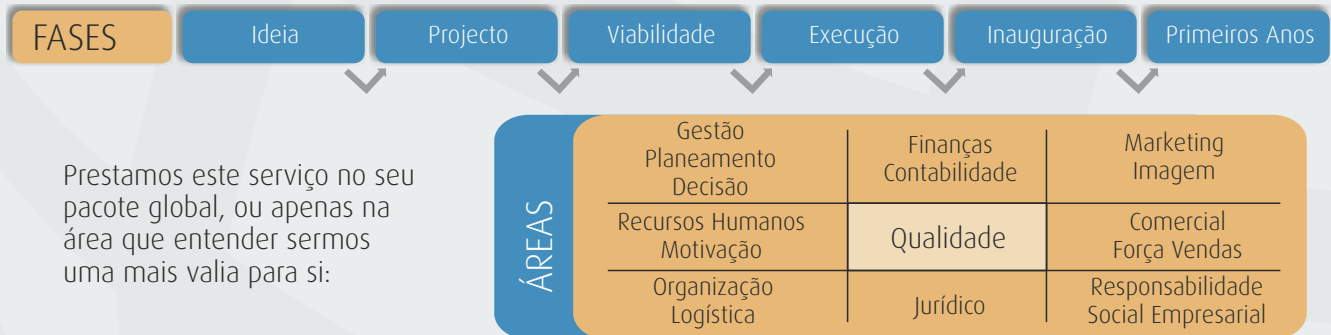 FASES
Ideia
Projecto
Viabilidade
Execução
Inauguração
Primeiros Anos
Prestamos este serviço no seu
pacote global, ou apenas na
área que entender sermos
uma mais valia para si:
ÁREAS
Gestão
Planeamento
Decisão
Finanças
Contabilidade
Marketing
Imagem
Recursos Humanos
Motivação
Qualidade
Comercial
Força Vendas
Organização
Logística
Jurídico
Responsabilidade
Social Empresarial